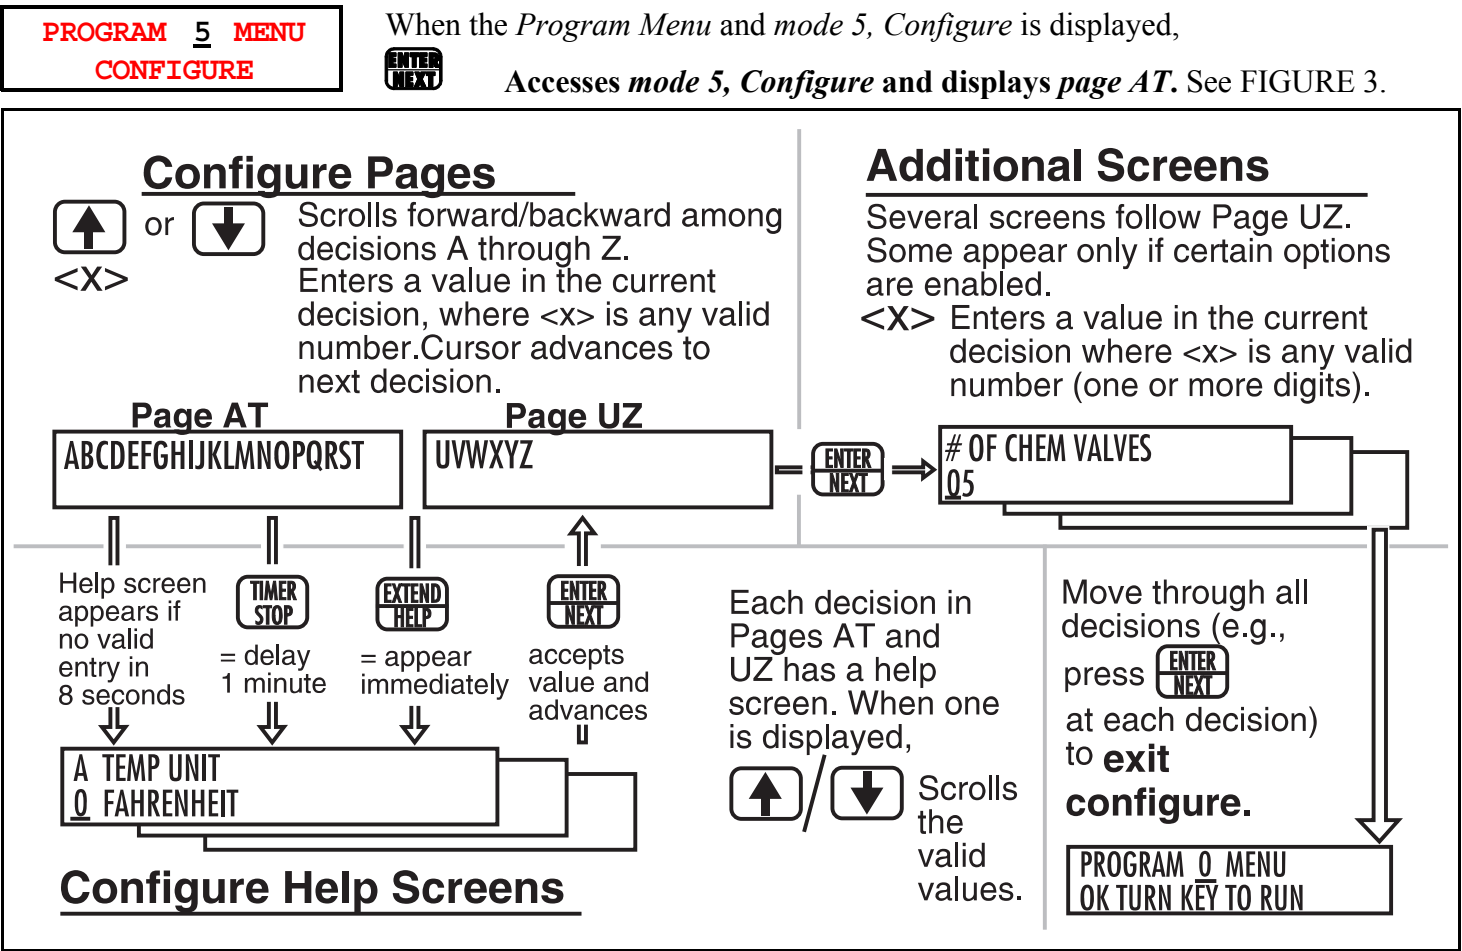 PROGRAM 5 MENU
CONFIGURE
When the Program Menu and mode 5, Configure is displayed,
ENTER
NEXT
Accesses mode 5, Configure and displays page AT. See FIGURE 3.
Configure Pages
or
Scrolls forward/backward among
decisions A through Z.
<X>
Enters a value in the current
decision, where <x> is any valid
number.Cursor advances to
next decision.
Additional Screens
Several screens follow Page UZ.
Some appear only if certain options
are enabled.
<X> Enters a value in the current
decision where <x> is any valid
number (one or more digits).
Page AT
ABCDEFGHIJKLMNOPQRST
Page UZ
UVWXYZ
ENTER
NEXT
# OF CHEM VALVES
05
Help screen
appears if
no valid
entry in
8 seconds
TIMER
STOP
= delay
1 minute
EXTEND
HELP
= appear
immediately
ENTER
NEXT
accepts
value and
advances
A TEMP UNIT
0 FAHRENHEIT
Configure Help Screens
Each decision in
Pages AT and
UZ has a help
screen. When one
is displayed,
/
Scrolls
the
valid
values.
Move through all
decisions (e.g.,
press ENTER
NEXT
at each decision)
to exit
configure.
PROGRAM 0 MENU
OK TURN KEY TO RUN